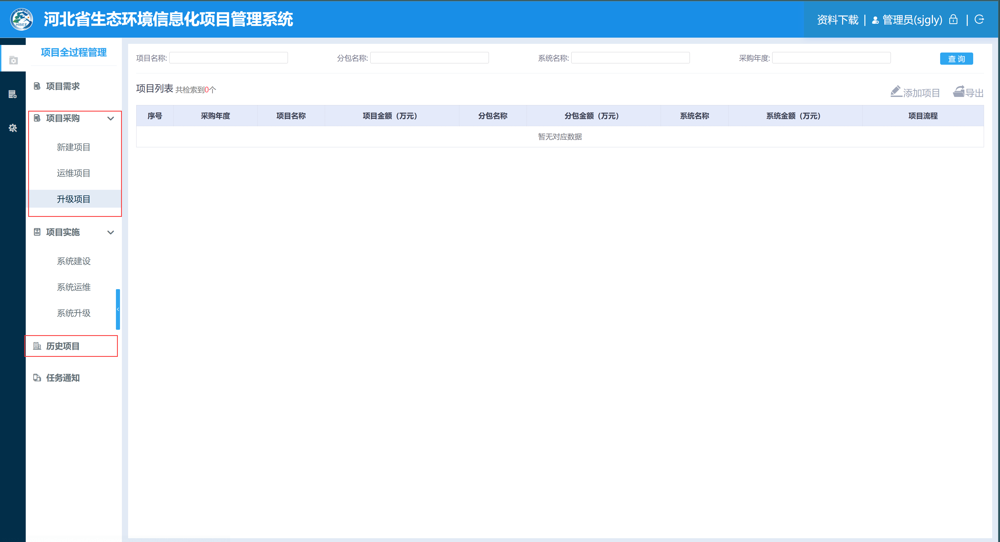 HBEE
河北省生态环境信息化项目管理系统
资料下载 | 管理员(sjgly) |
项目全过程管理
项目需求
项目采购
新建项目
运维项目
升级项目
项目实施
系统建设
系统运维
系统升级
历史项目
任务通知
项目名称: 分包名称: 系统名称: 采购年度: 查 询
项目列表 共检索到0个 添加项目 导出
序号 采购年度 项目名称 项目金额（万元） 分包名称 分包金额（万元） 系统名称 系统金额（万元） 项目流程
暂无对应数据